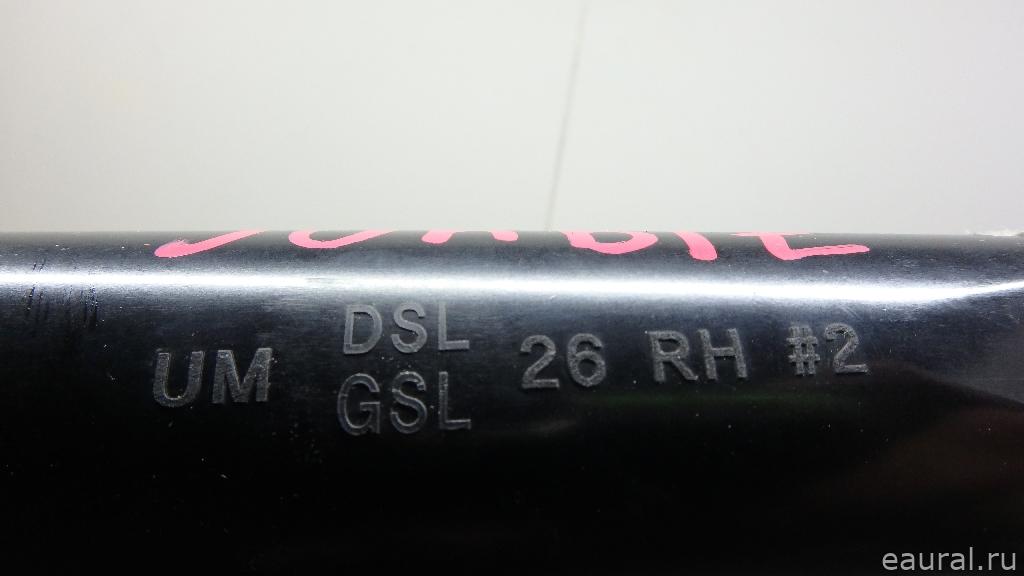 UM DSL 26 RH #2
GSL
eaural.ru